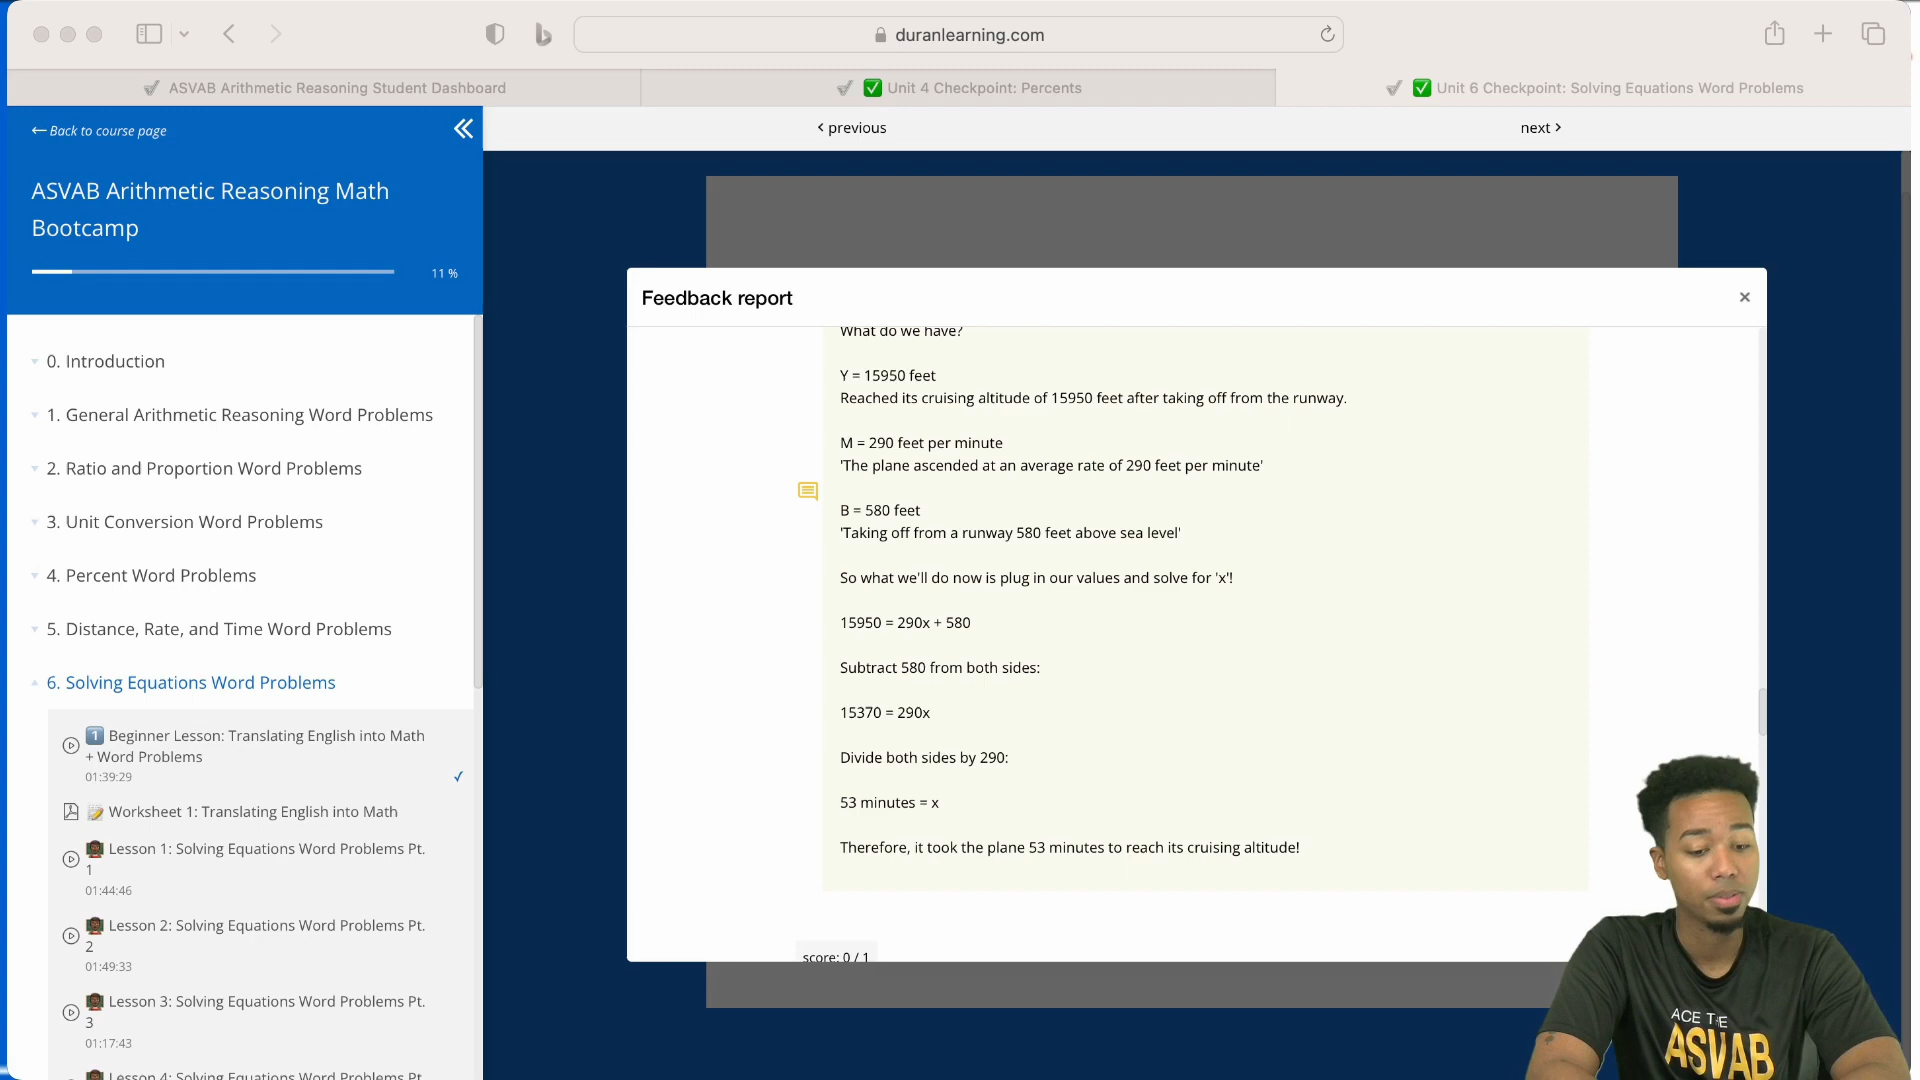 duranlearning.com
ASVAB Arithmetic Reasoning Student Dashboard
Unit 4 Checkpoint: Percents
Unit 6 Checkpoint: Solving Equations Word Problems
← Back to course page
previous
next
ASVAB Arithmetic Reasoning Math
Bootcamp
11 %
0. Introduction
1. General Arithmetic Reasoning Word Problems
2. Ratio and Proportion Word Problems
3. Unit Conversion Word Problems
4. Percent Word Problems
5. Distance, Rate, and Time Word Problems
6. Solving Equations Word Problems
1 Beginner Lesson: Translating English into Math
+ Word Problems
01:39:29
Worksheet 1: Translating English into Math
Lesson 1: Solving Equations Word Problems Pt.
1
01:44:46
Lesson 2: Solving Equations Word Problems Pt.
2
01:49:33
Lesson 3: Solving Equations Word Problems Pt.
3
01:17:43
Lesson 4: Solving Equations Word Problems Pt.
Feedback report
What do we have?
Y = 15950 feet
Reached its cruising altitude of 15950 feet after taking off from the runway.
M = 290 feet per minute
'The plane ascended at an average rate of 290 feet per minute'
B = 580 feet
'Taking off from a runway 580 feet above sea level'
So what we'll do now is plug in our values and solve for 'x'!
15950 = 290x + 580
Subtract 580 from both sides:
15370 = 290x
Divide both sides by 290:
53 minutes = x
Therefore, it took the plane 53 minutes to reach its cruising altitude!
score: 0 / 1
ACE THE
ASVAB